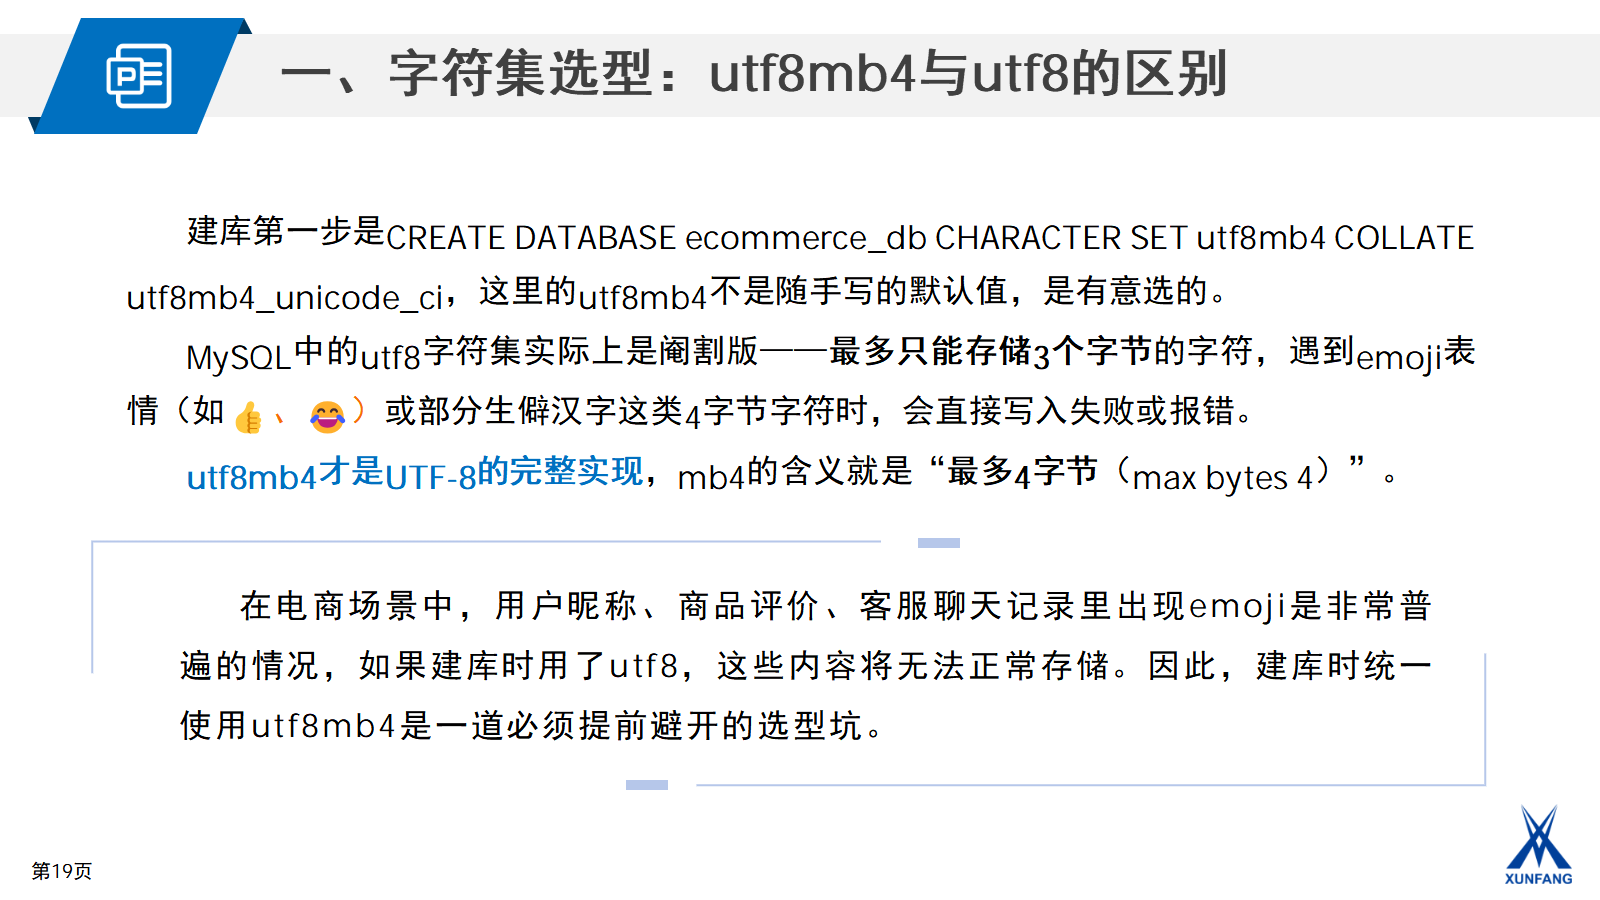 一、字符集选型：utf8mb4与utf8的区别
建库第一步是CREATE DATABASE ecommerce_db CHARACTER SET utf8mb4 COLLATE
utf8mb4_unicode_ci，这里的utf8mb4不是随手写的默认值，是有意选的。
MySQL中的utf8字符集实际上是阉割版——最多只能存储3个字节的字符，遇到emoji表
情（如👍、😂）或部分生僻汉字这类4字节字符时，会直接写入失败或报错。
utf8mb4才是UTF-8的完整实现，mb4的含义就是“最多4字节（max bytes 4）”。
在电商场景中，用户昵称、商品评价、客服聊天记录里出现emoji是非常普
遍的情况，如果建库时用了utf8，这些内容将无法正常存储。因此，建库时统一
使用utf8mb4是一道必须提前避开的选型坑。
第19页
XUNFANG